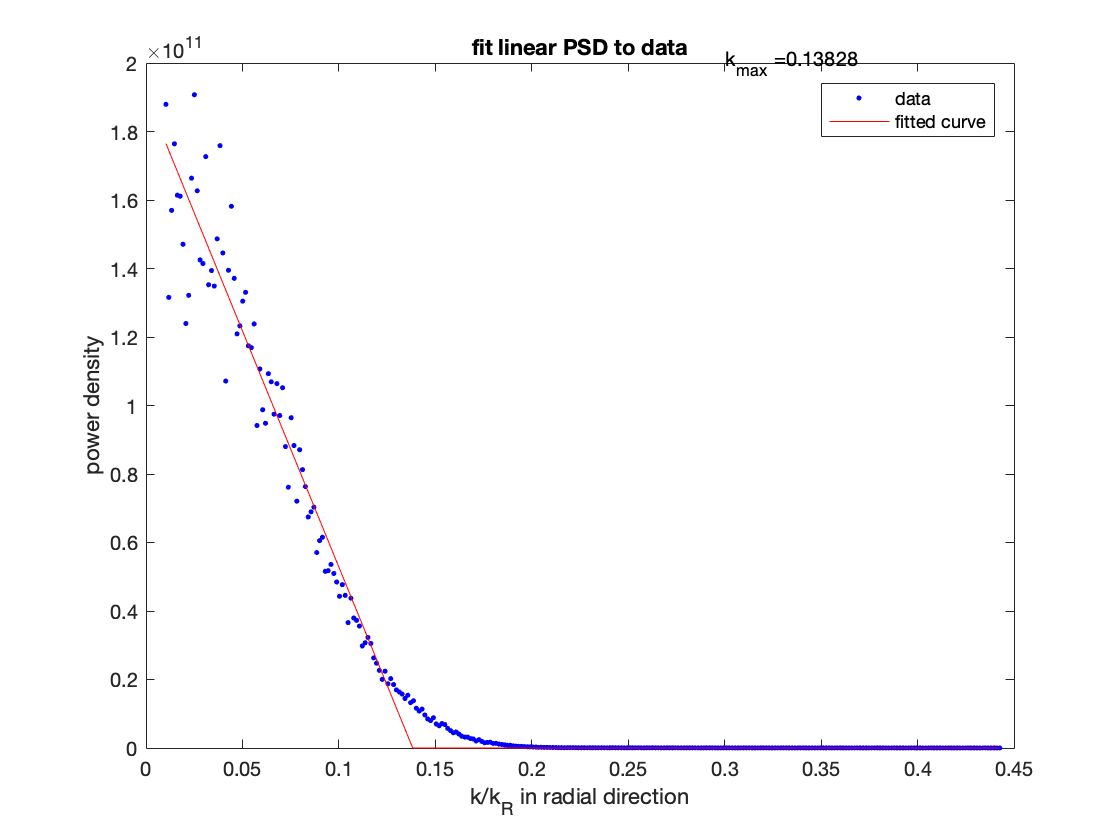 ×10^11
fit linear PSD to data
k_max =0.13828
data
fitted curve
2
1.8
1.6
1.4
1.2
1
0.8
0.6
0.4
0.2
0
power density
0 0.05 0.1 0.15 0.2 0.25 0.3 0.35 0.4 0.45
k/k_R in radial direction